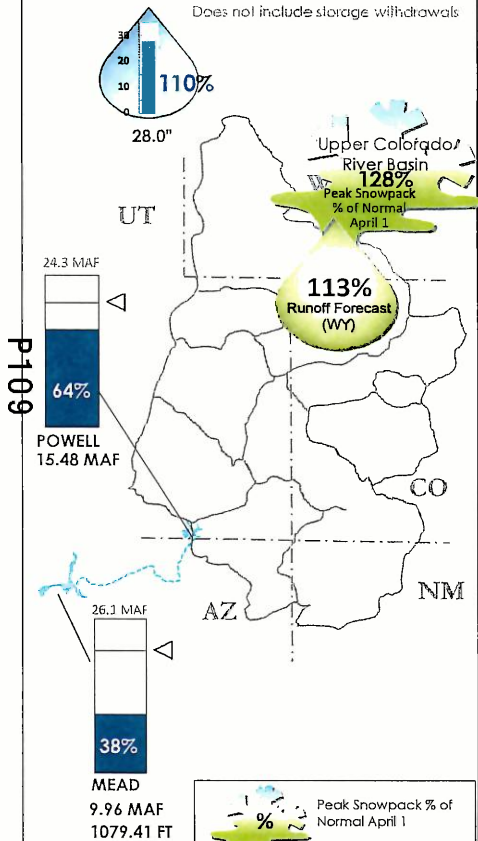 Does not include storage withdrawals
30
20
10
0
110%
28.0"
Upper Colorado
River Basin
128%
Peak Snowpack
% of Normal
April 1
UT
113%
Runoff Forecast
(WY)
24.3 MAF
64%
POWELL
15.48 MAF
P109
CO
NM
AZ
26.1 MAF
38%
MEAD
9.96 MAF
1079.41 FT
%
Peak Snowpack % of
Normal April 1